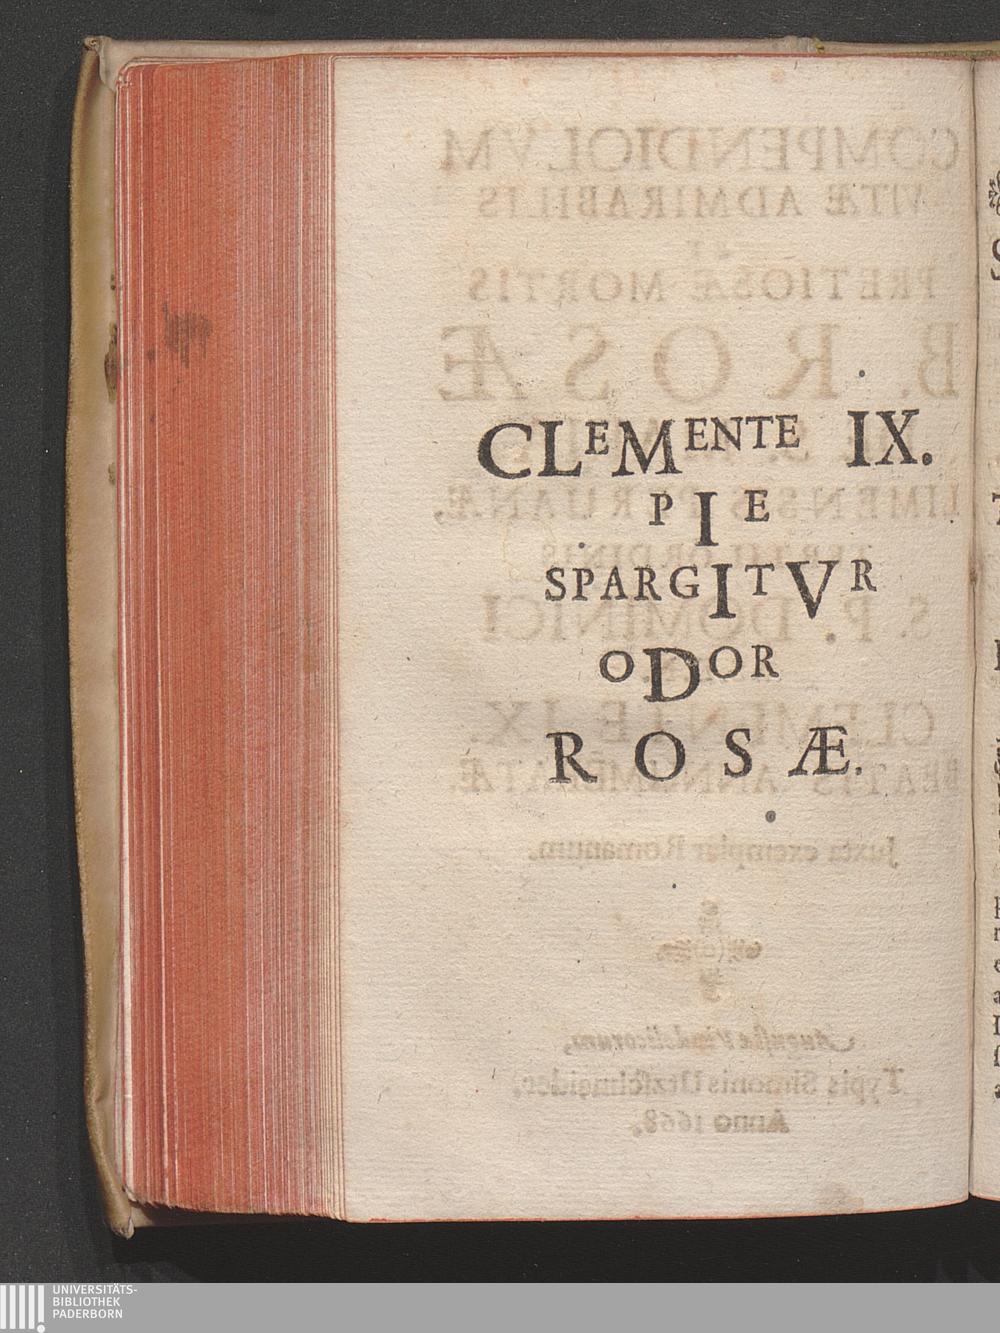 CLEMENTE IX.
PIE
SPARGITVR
ODOR
ROSÆ.
UNIVERSITÄTS-
BIBLIOTHEK
PADERBORN